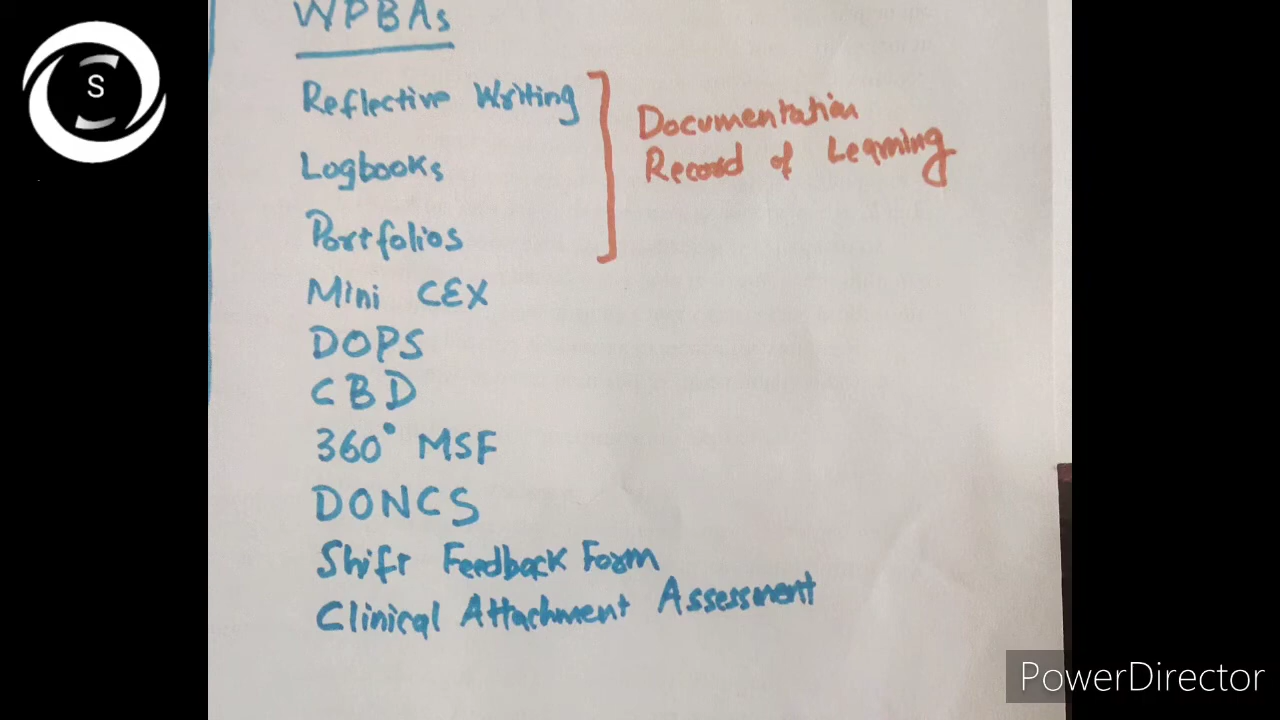 S
WPBAs
Reflective Writing
Documentation
Record of Learning
Logbooks
Portfolios
Mini CEX
DOPS
CBD
360° MSF
DONCS
Shift Feedback Form
Clinical Attachment Assessment
PowerDirector